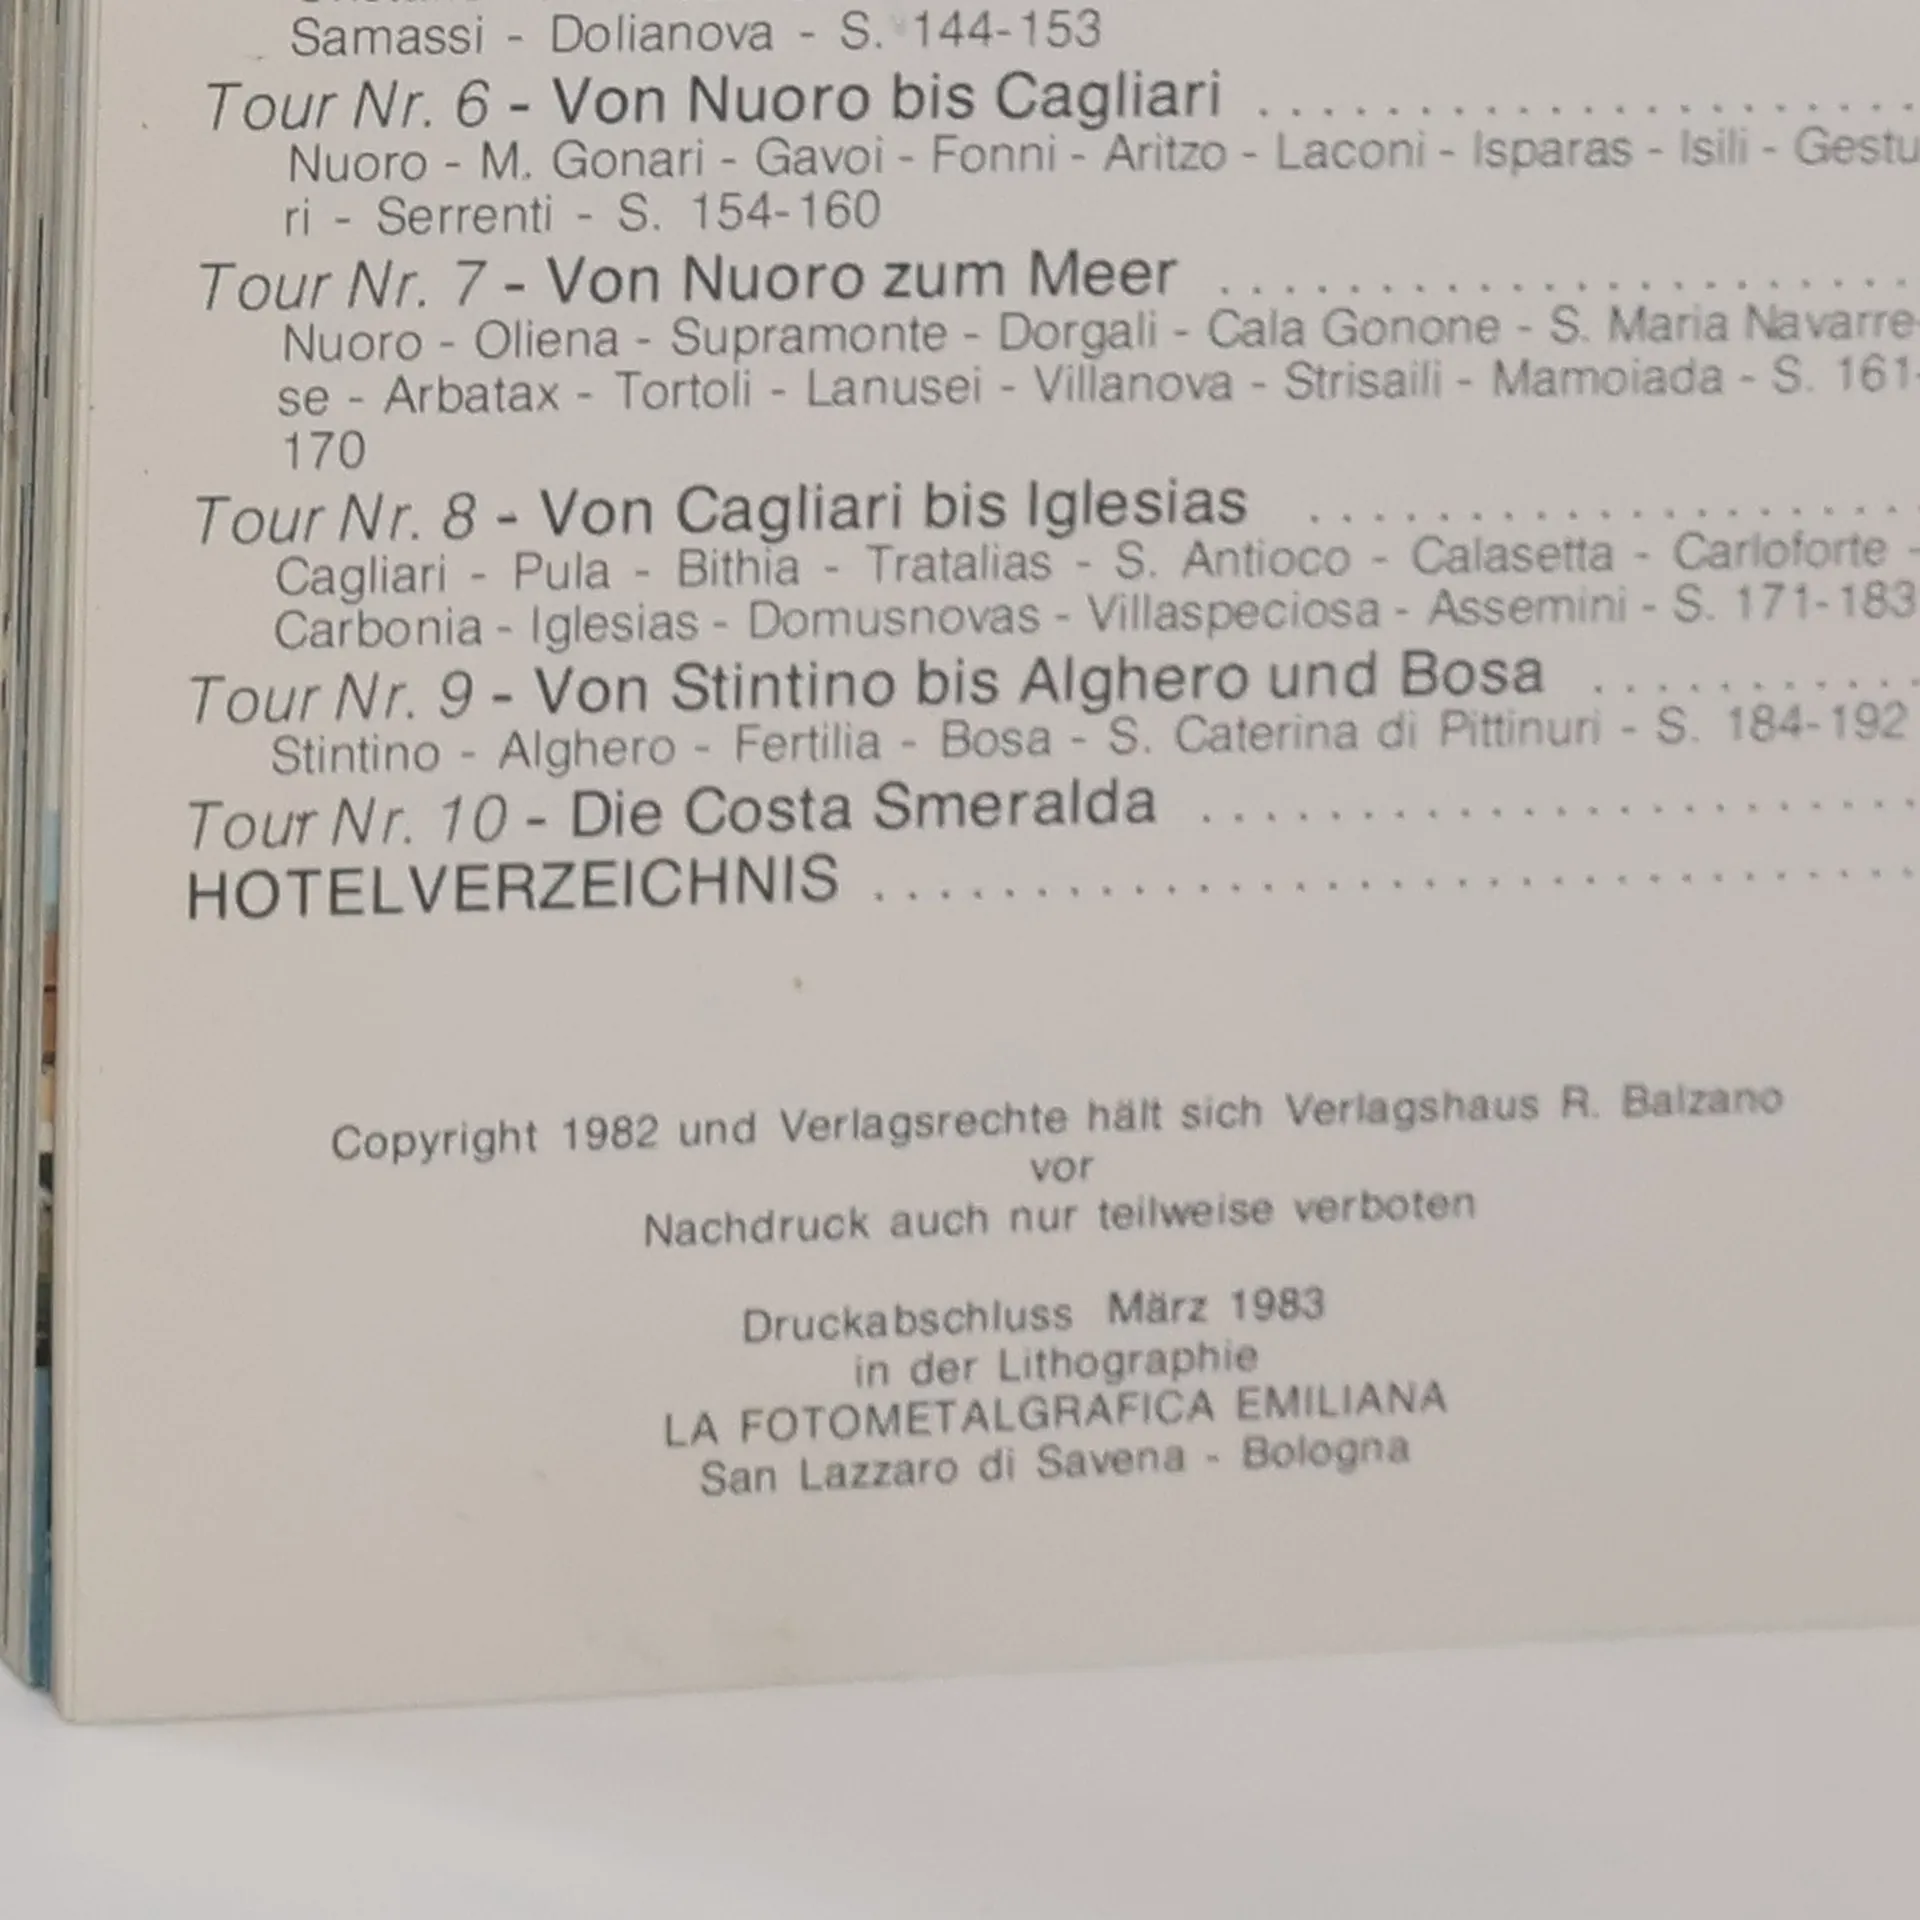 Samassi - Dolianova - S. 144-153
Tour Nr. 6 - Von Nuoro bis Cagliari . . . . . . . . . . . . . . . . . . . . .
Nuoro - M. Gonari - Gavoi - Fonni - Aritzo - Laconi - Isparas - Isili - Gestu
ri - Serrenti - S. 154-160
Tour Nr. 7 - Von Nuoro zum Meer . . . . . . . . . . . . . . . . . . . . . .
Nuoro - Oliena - Supramonte - Dorgali - Cala Gonone - S. Maria Navarre-
se - Arbatax - Tortoli - Lanusei - Villanova - Strisaili - Mamoiada - S. 161-
170
Tour Nr. 8 - Von Cagliari bis Iglesias . . . . . . . . . . . . . . . . . . .
Cagliari - Pula - Bithia - Tratalias - S. Antioco - Calasetta - Carloforte -
Carbonia - Iglesias - Domusnovas - Villaspeciosa - Assemini - S. 171-183
Tour Nr. 9 - Von Stintino bis Alghero und Bosa . . . . . . . . . . .
Stintino - Alghero - Fertilia - Bosa - S. Caterina di Pittinuri - S. 184-192
Tour Nr. 10 - Die Costa Smeralda . . . . . . . . . . . . . . . . . . . . . .
HOTELVERZEICHNIS . . . . . . . . . . . . . . . . . . . . . . . . . . . . . . . .
Copyright 1982 und Verlagsrechte hält sich Verlagshaus R. Balzano
vor
Nachdruck auch nur teilweise verboten
Druckabschluss März 1983
in der Lithographie
LA FOTOMETALGRAFICA EMILIANA
San Lazzaro di Savena - Bologna